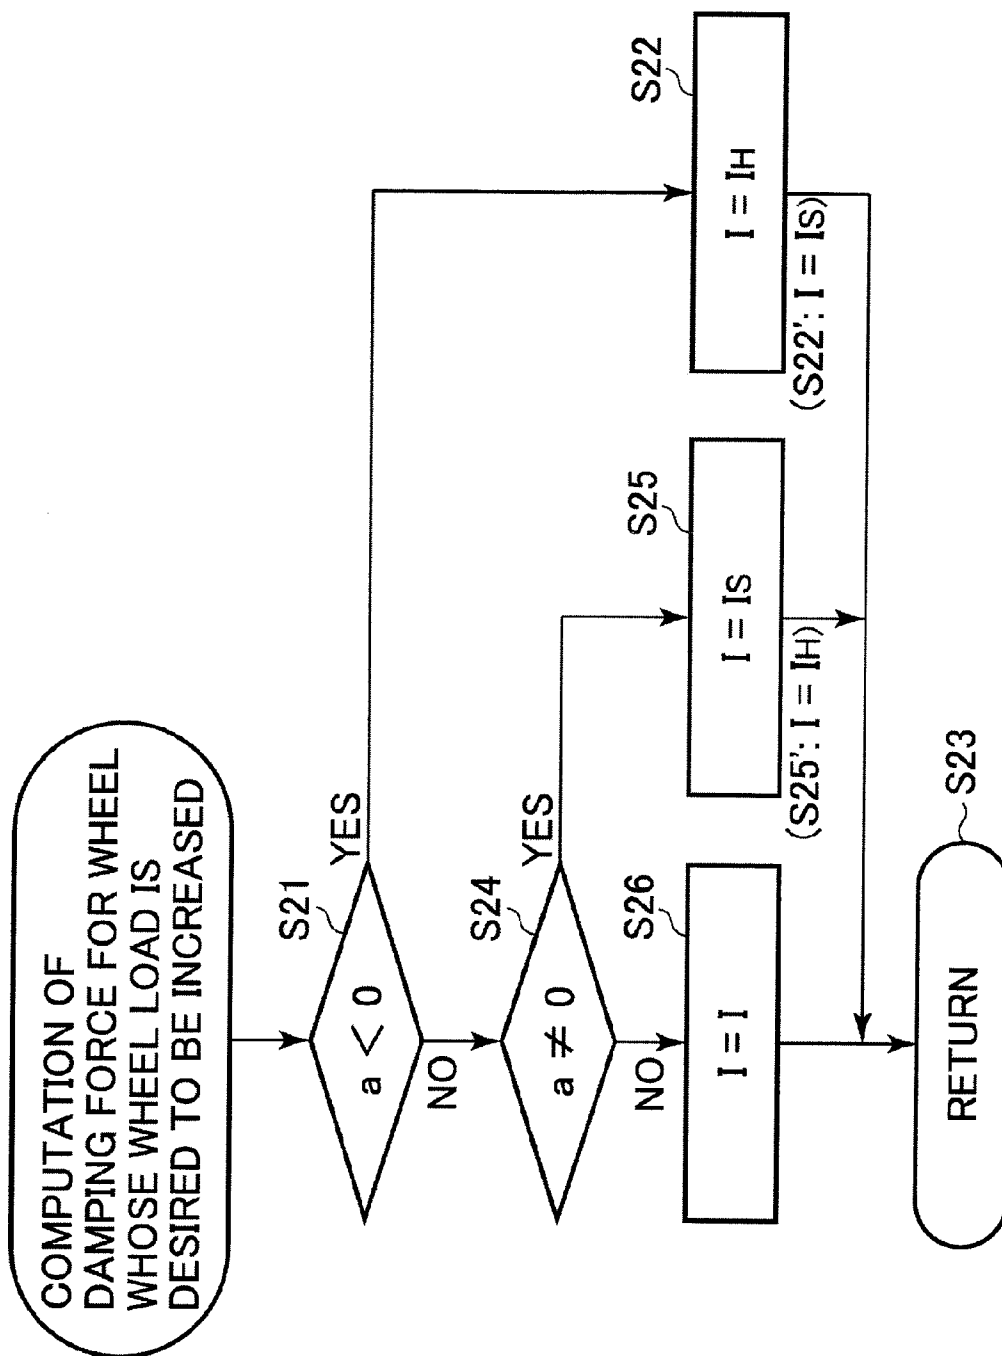 COMPUTATION OF
DAMPING FORCE FOR WHEEL
WHOSE WHEEL LOAD IS
DESIRED TO BE INCREASED
S21
a < 0
YES
NO
S24
a ≠ 0
YES
NO
S26
I = I
S25
I = IS
(S25': I = IH)
S22
I = IH
(S22': I = IS)
S23
RETURN